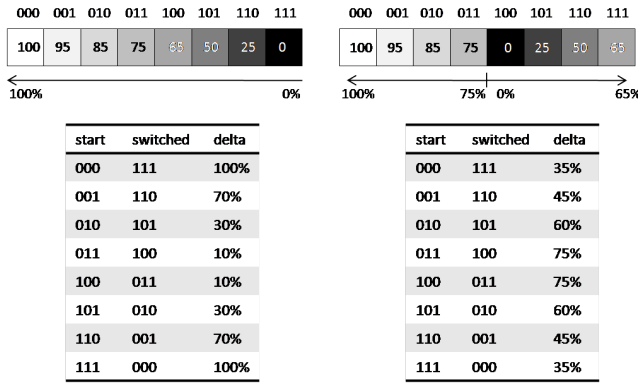 000 001 010 011 100 101 110 111
100 95 85 75 65 50 25 0
100% 0%
start switched delta
000 111 100%
001 110 70%
010 101 30%
011 100 10%
100 011 10%
101 010 30%
110 001 70%
111 000 100%
000 001 010 011 100 101 110 111
100 95 85 75 0 25 50 65
100% 75% 0% 65%
start switched delta
000 111 35%
001 110 45%
010 101 60%
011 100 75%
100 011 75%
101 010 60%
110 001 45%
111 000 35%